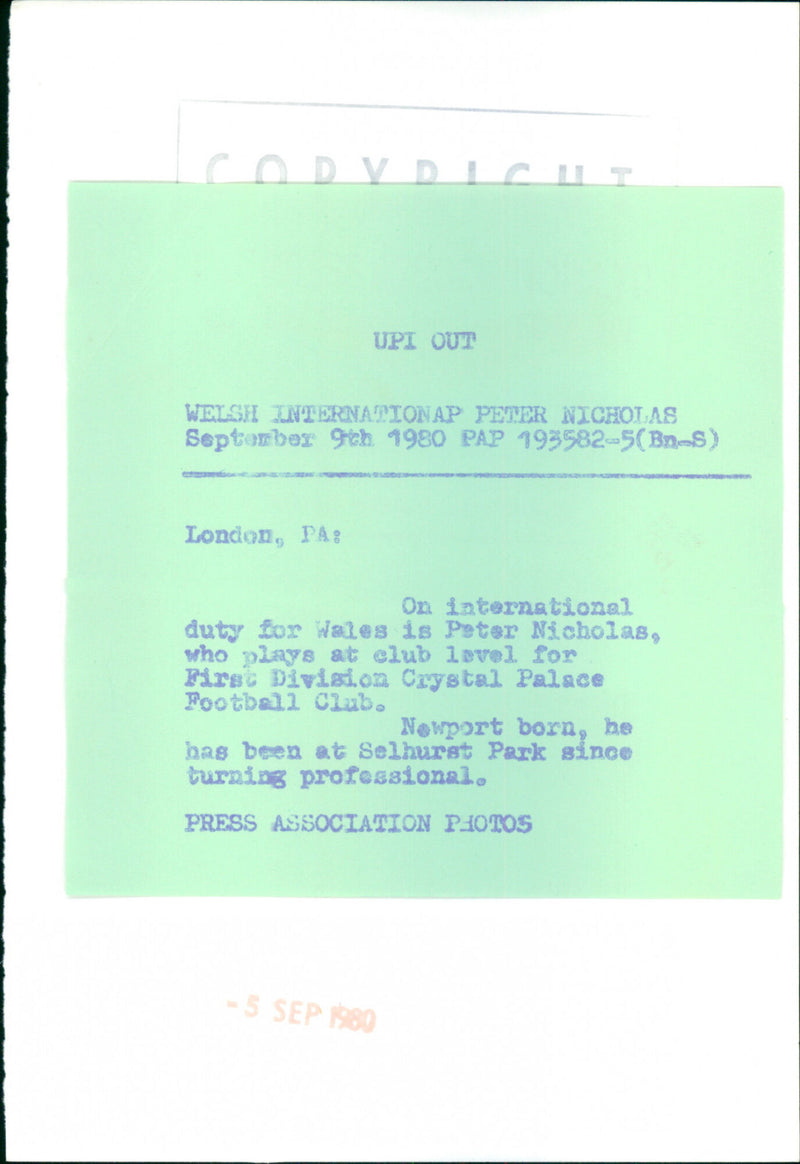 COPYRIGHT
UPI OUT
WELSH INTERNATIONAP PETER NICHOLAS
September 9th 1980 PAP 193582-5(Bn-S)
London, PA:
On international
duty for Wales is Peter Nicholas,
who plays at club level for
First Division Crystal Palace
Football Club.
Newport born, he
has been at Selhurst Park since
turning professional.
PRESS ASSOCIATION PHOTOS
-5 SEP 1980